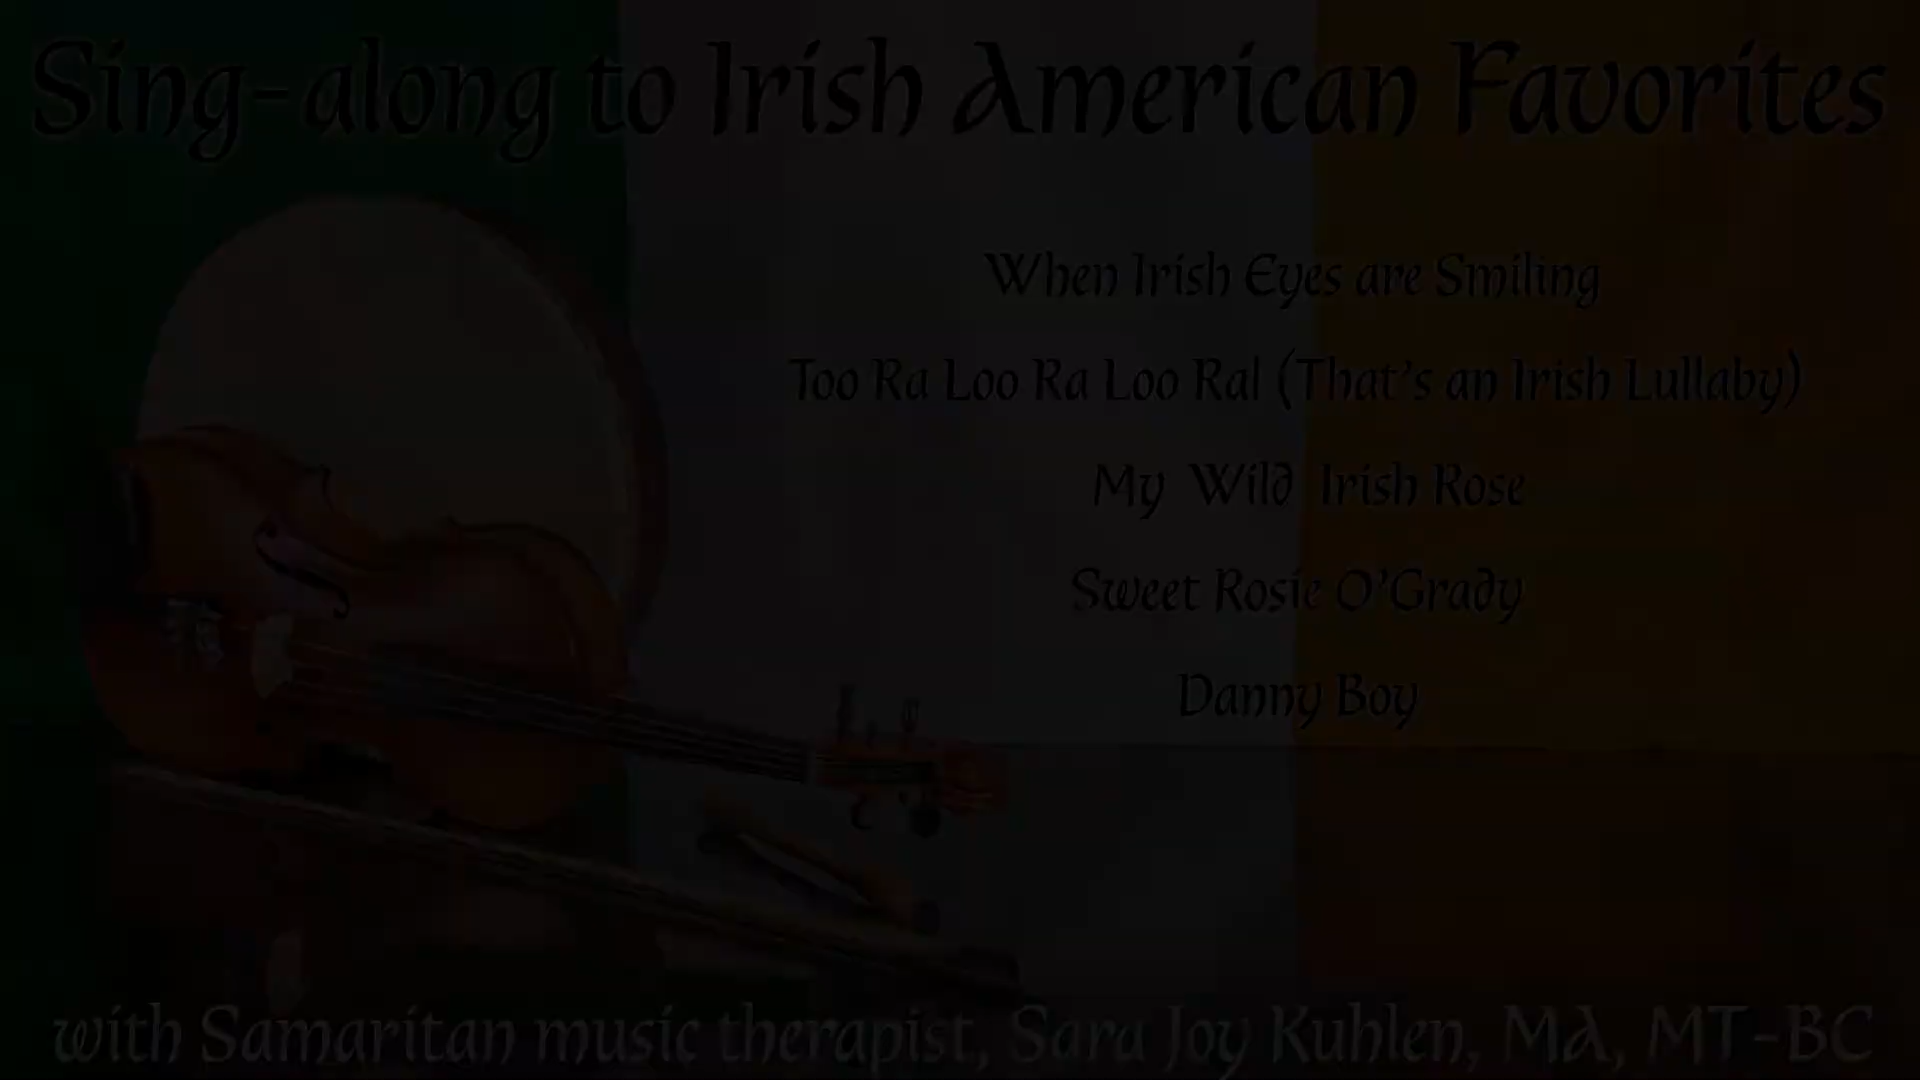 Sing-along to Irish American Favorites
When Irish Eyes are Smiling
Too Ra Loo Ra Loo Ral (That's an Irish Lullaby)
My Wild Irish Rose
Sweet Rosie O'Grady
Danny Boy
with Samaritan music therapist, Sara Joy Kuhlen, MA, MT-BC